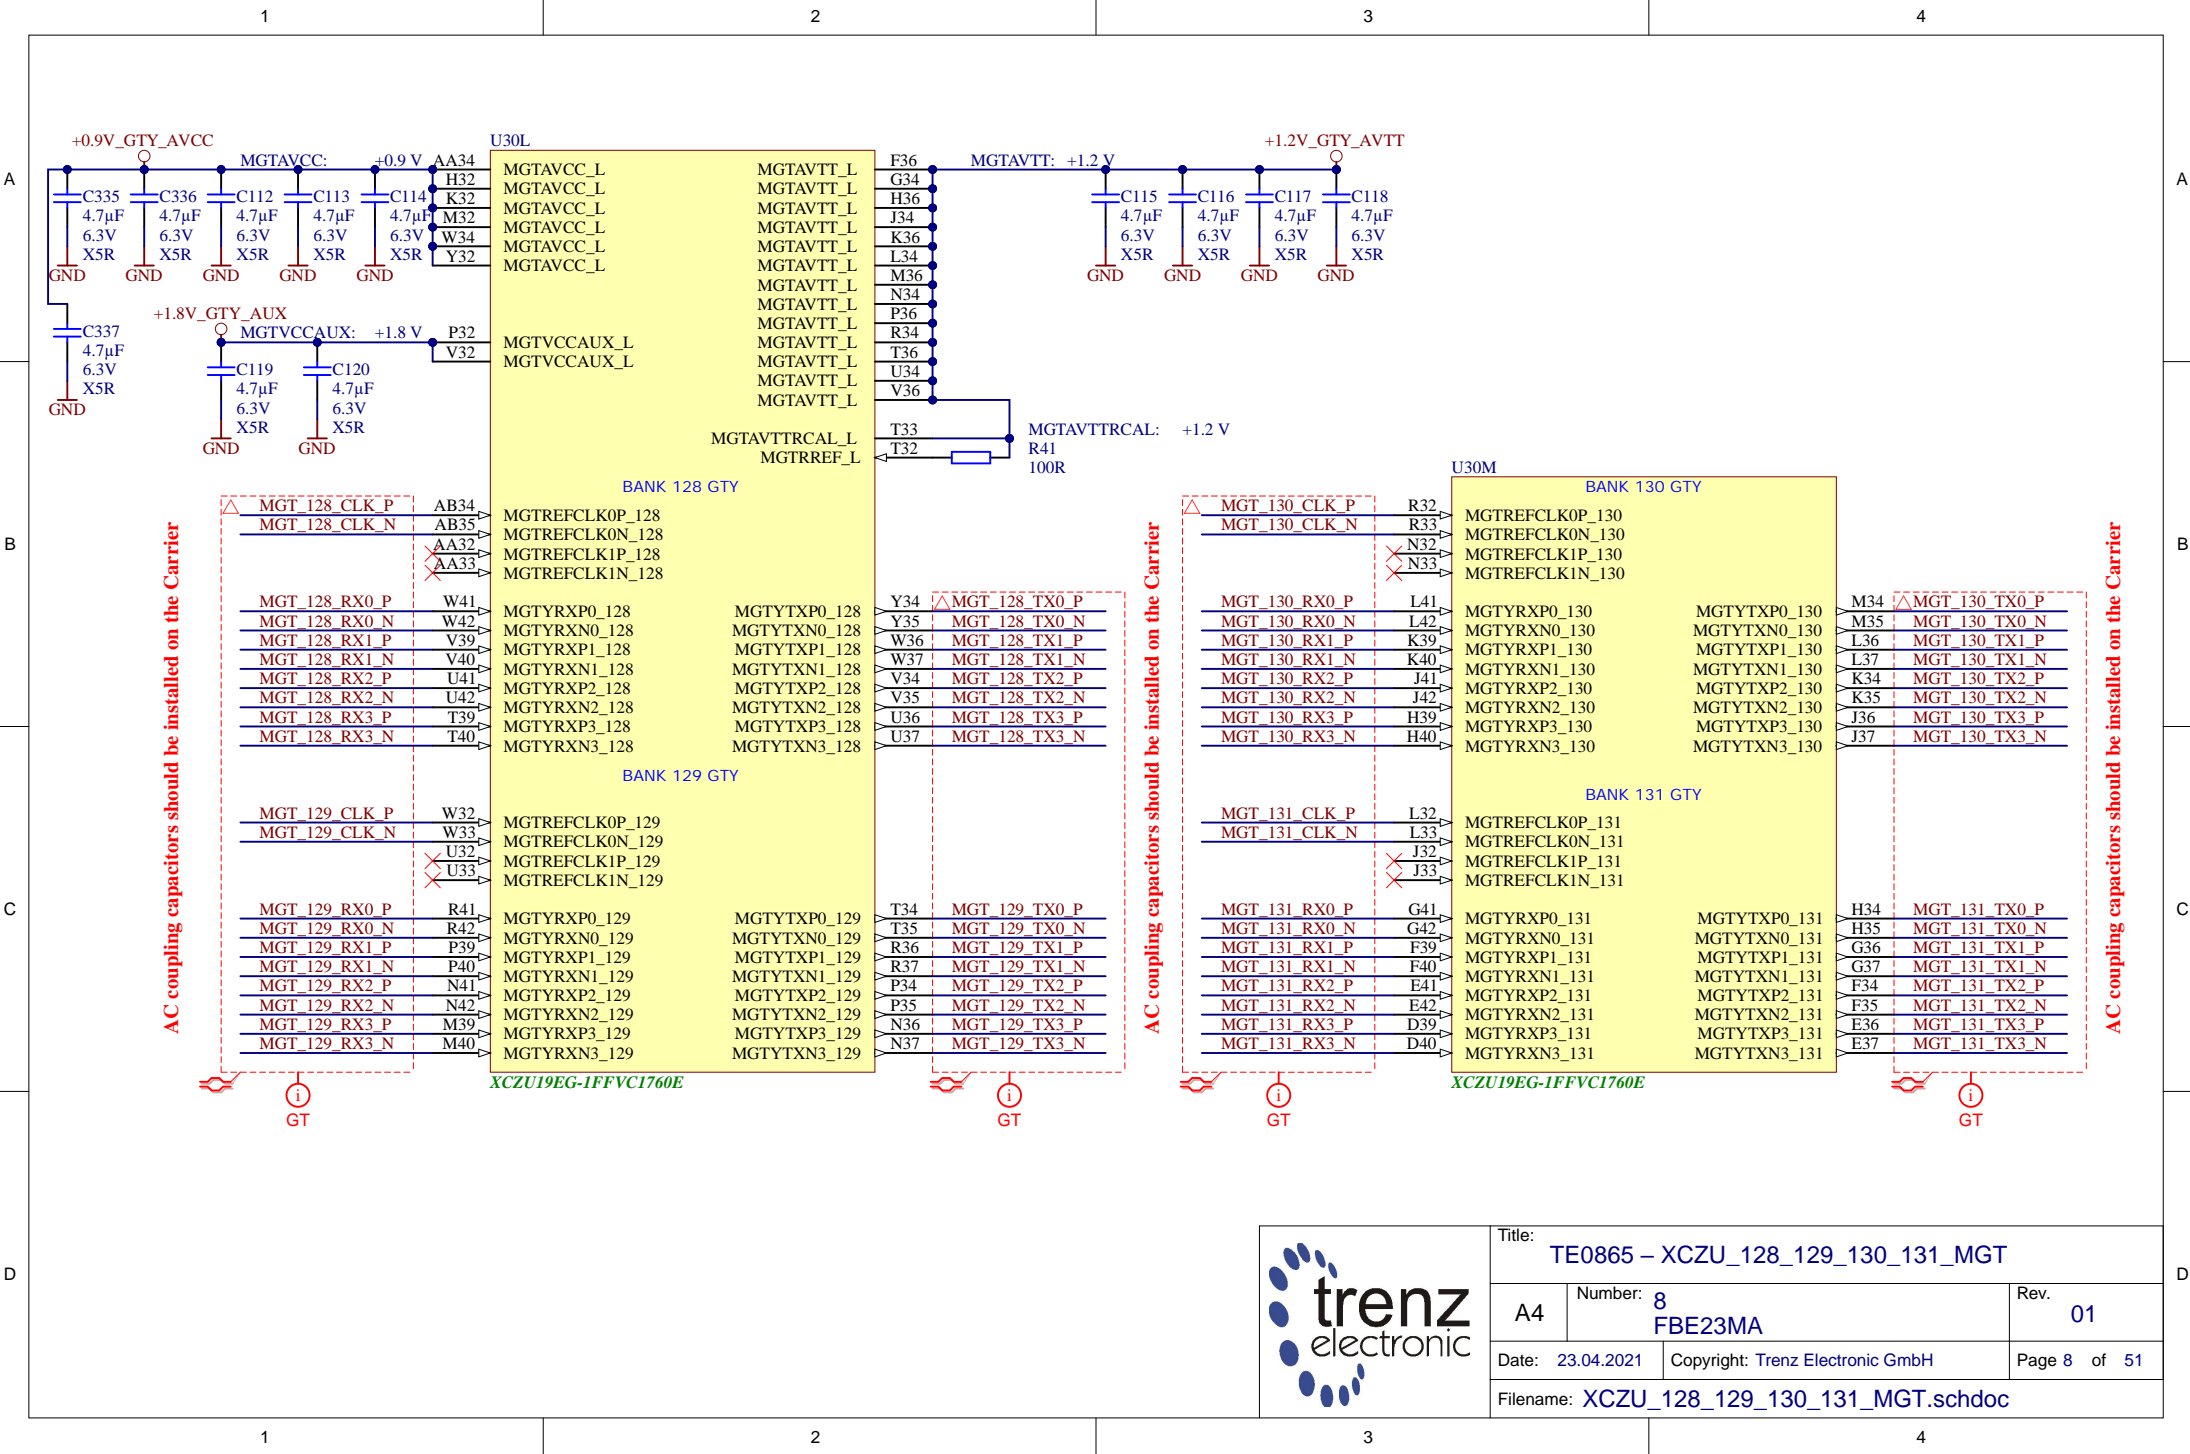 1 2 3 4
A A
B B
C C
D D
1 2 3 4
+0.9V_GTY_AVCC
MGTAVCC: +0.9 V
C335 4.7µF 6.3V X5R GND
C336 4.7µF 6.3V X5R GND
C112 4.7µF 6.3V X5R GND
C113 4.7µF 6.3V X5R GND
C114 4.7µF 6.3V X5R GND
C337 4.7µF 6.3V X5R GND
+1.8V_GTY_AUX
MGTVCCAUX: +1.8 V
C119 4.7µF 6.3V X5R GND
C120 4.7µF 6.3V X5R GND
U30L
AA34 MGTAVCC_L
H32 MGTAVCC_L
K32 MGTAVCC_L
M32 MGTAVCC_L
W34 MGTAVCC_L
Y32 MGTAVCC_L
P32 MGTVCCAUX_L
V32 MGTVCCAUX_L
MGTAVTT_L F36
MGTAVTT_L G34
MGTAVTT_L H36
MGTAVTT_L J34
MGTAVTT_L K36
MGTAVTT_L L34
MGTAVTT_L M36
MGTAVTT_L N34
MGTAVTT_L P36
MGTAVTT_L R34
MGTAVTT_L T36
MGTAVTT_L U34
MGTAVTT_L V36
MGTAVTTRCAL_L T33
MGTRREF_L T32
MGTAVTT: +1.2 V
+1.2V_GTY_AVTT
C115 4.7µF 6.3V X5R GND
C116 4.7µF 6.3V X5R GND
C117 4.7µF 6.3V X5R GND
C118 4.7µF 6.3V X5R GND
MGTAVTTRCAL: +1.2 V
R41
100R
BANK 128 GTY
AC coupling capacitors should be installed on the Carrier
MGT_128_CLK_P AB34 MGTREFCLK0P_128
MGT_128_CLK_N AB35 MGTREFCLK0N_128
AA32 MGTREFCLK1P_128
AA33 MGTREFCLK1N_128
MGT_128_RX0_P W41 MGTYRXP0_128 MGTYTXP0_128 Y34 MGT_128_TX0_P
MGT_128_RX0_N W42 MGTYRXN0_128 MGTYTXN0_128 Y35 MGT_128_TX0_N
MGT_128_RX1_P V39 MGTYRXP1_128 MGTYTXP1_128 W36 MGT_128_TX1_P
MGT_128_RX1_N V40 MGTYRXN1_128 MGTYTXN1_128 W37 MGT_128_TX1_N
MGT_128_RX2_P U41 MGTYRXP2_128 MGTYTXP2_128 V34 MGT_128_TX2_P
MGT_128_RX2_N U42 MGTYRXN2_128 MGTYTXN2_128 V35 MGT_128_TX2_N
MGT_128_RX3_P T39 MGTYRXP3_128 MGTYTXP3_128 U36 MGT_128_TX3_P
MGT_128_RX3_N T40 MGTYRXN3_128 MGTYTXN3_128 U37 MGT_128_TX3_N
BANK 129 GTY
MGT_129_CLK_P W32 MGTREFCLK0P_129
MGT_129_CLK_N W33 MGTREFCLK0N_129
U32 MGTREFCLK1P_129
U33 MGTREFCLK1N_129
MGT_129_RX0_P R41 MGTYRXP0_129 MGTYTXP0_129 T34 MGT_129_TX0_P
MGT_129_RX0_N R42 MGTYRXN0_129 MGTYTXN0_129 T35 MGT_129_TX0_N
MGT_129_RX1_P P39 MGTYRXP1_129 MGTYTXP1_129 R36 MGT_129_TX1_P
MGT_129_RX1_N P40 MGTYRXN1_129 MGTYTXN1_129 R37 MGT_129_TX1_N
MGT_129_RX2_P N41 MGTYRXP2_129 MGTYTXP2_129 P34 MGT_129_TX2_P
MGT_129_RX2_N N42 MGTYRXN2_129 MGTYTXN2_129 P35 MGT_129_TX2_N
MGT_129_RX3_P M39 MGTYRXP3_129 MGTYTXP3_129 N36 MGT_129_TX3_P
MGT_129_RX3_N M40 MGTYRXN3_129 MGTYTXN3_129 N37 MGT_129_TX3_N
XCZU19EG-1FFVC1760E
i GT
i GT
AC coupling capacitors should be installed on the Carrier
U30M
BANK 130 GTY
MGT_130_CLK_P R32 MGTREFCLK0P_130
MGT_130_CLK_N R33 MGTREFCLK0N_130
N32 MGTREFCLK1P_130
N33 MGTREFCLK1N_130
MGT_130_RX0_P L41 MGTYRXP0_130 MGTYTXP0_130 M34 MGT_130_TX0_P
MGT_130_RX0_N L42 MGTYRXN0_130 MGTYTXN0_130 M35 MGT_130_TX0_N
MGT_130_RX1_P K39 MGTYRXP1_130 MGTYTXP1_130 L36 MGT_130_TX1_P
MGT_130_RX1_N K40 MGTYRXN1_130 MGTYTXN1_130 L37 MGT_130_TX1_N
MGT_130_RX2_P J41 MGTYRXP2_130 MGTYTXP2_130 K34 MGT_130_TX2_P
MGT_130_RX2_N J42 MGTYRXN2_130 MGTYTXN2_130 K35 MGT_130_TX2_N
MGT_130_RX3_P H39 MGTYRXP3_130 MGTYTXP3_130 J36 MGT_130_TX3_P
MGT_130_RX3_N H40 MGTYRXN3_130 MGTYTXN3_130 J37 MGT_130_TX3_N
BANK 131 GTY
MGT_131_CLK_P L32 MGTREFCLK0P_131
MGT_131_CLK_N L33 MGTREFCLK0N_131
J32 MGTREFCLK1P_131
J33 MGTREFCLK1N_131
MGT_131_RX0_P G41 MGTYRXP0_131 MGTYTXP0_131 H34 MGT_131_TX0_P
MGT_131_RX0_N G42 MGTYRXN0_131 MGTYTXN0_131 H35 MGT_131_TX0_N
MGT_131_RX1_P F39 MGTYRXP1_131 MGTYTXP1_131 G36 MGT_131_TX1_P
MGT_131_RX1_N F40 MGTYRXN1_131 MGTYTXN1_131 G37 MGT_131_TX1_N
MGT_131_RX2_P E41 MGTYRXP2_131 MGTYTXP2_131 F34 MGT_131_TX2_P
MGT_131_RX2_N E42 MGTYRXN2_131 MGTYTXN2_131 F35 MGT_131_TX2_N
MGT_131_RX3_P D39 MGTYRXP3_131 MGTYTXP3_131 E36 MGT_131_TX3_P
MGT_131_RX3_N D40 MGTYRXN3_131 MGTYTXN3_131 E37 MGT_131_TX3_N
XCZU19EG-1FFVC1760E
i GT
i GT
AC coupling capacitors should be installed on the Carrier
trenz
electronic
Title:
TE0865 – XCZU_128_129_130_131_MGT
A4
Number: 8
FBE23MA
Rev.
01
Date: 23.04.2021
Copyright: Trenz Electronic GmbH
Page 8 of 51
Filename: XCZU_128_129_130_131_MGT.schdoc